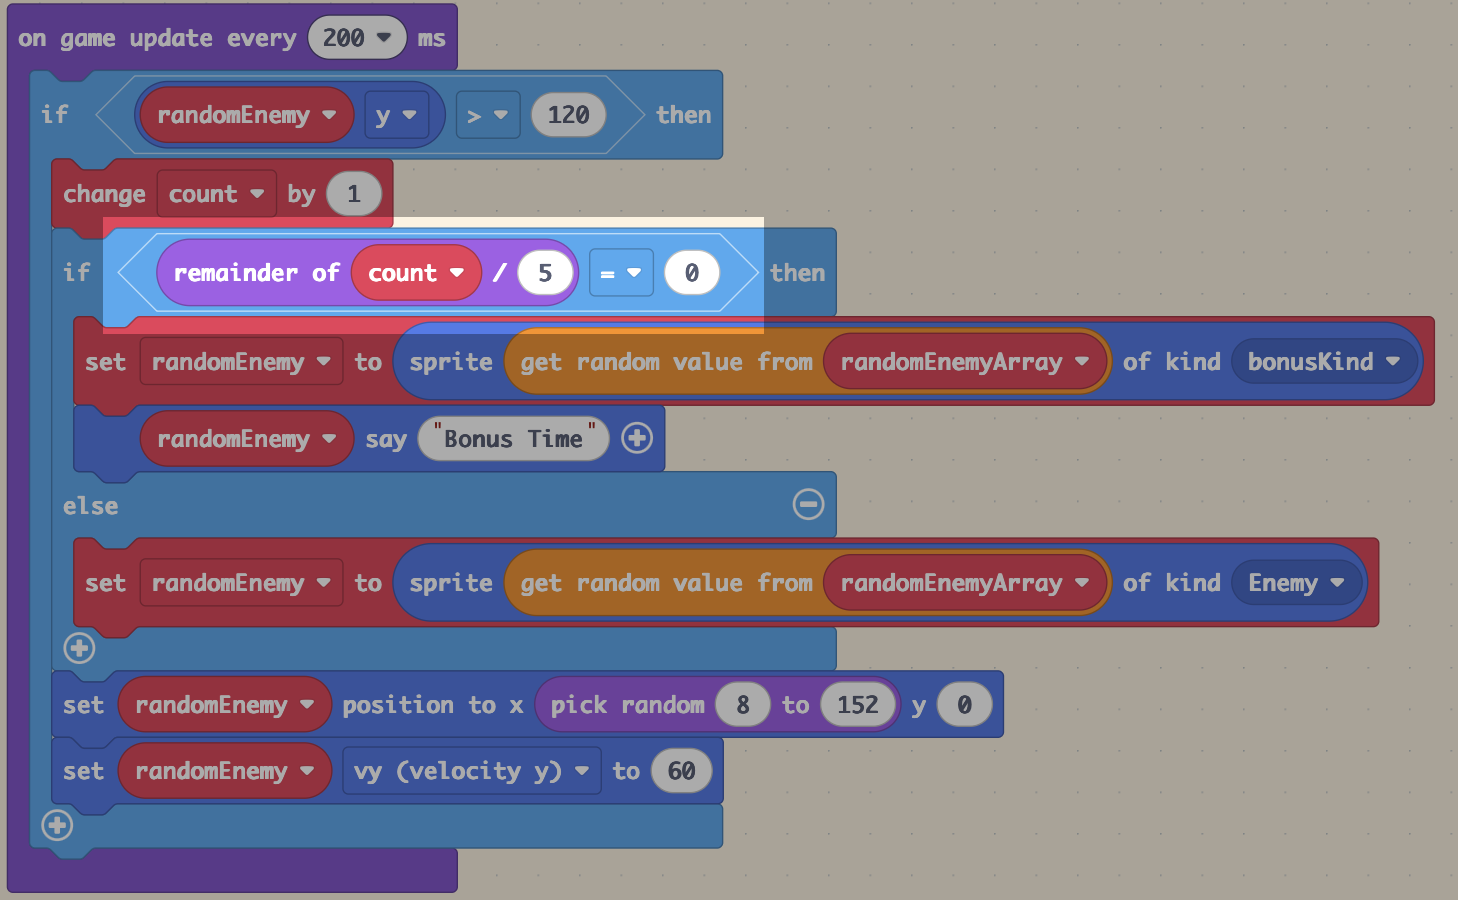 on game update every 200 ms
if randomEnemy y > 120 then
change count by 1
if remainder of count / 5 = 0 then
set randomEnemy to sprite get random value from randomEnemyArray of kind bonusKind
randomEnemy say "Bonus Time"
else
set randomEnemy to sprite get random value from randomEnemyArray of kind Enemy
set randomEnemy position to x pick random 8 to 152 y 0
set randomEnemy vy (velocity y) to 60